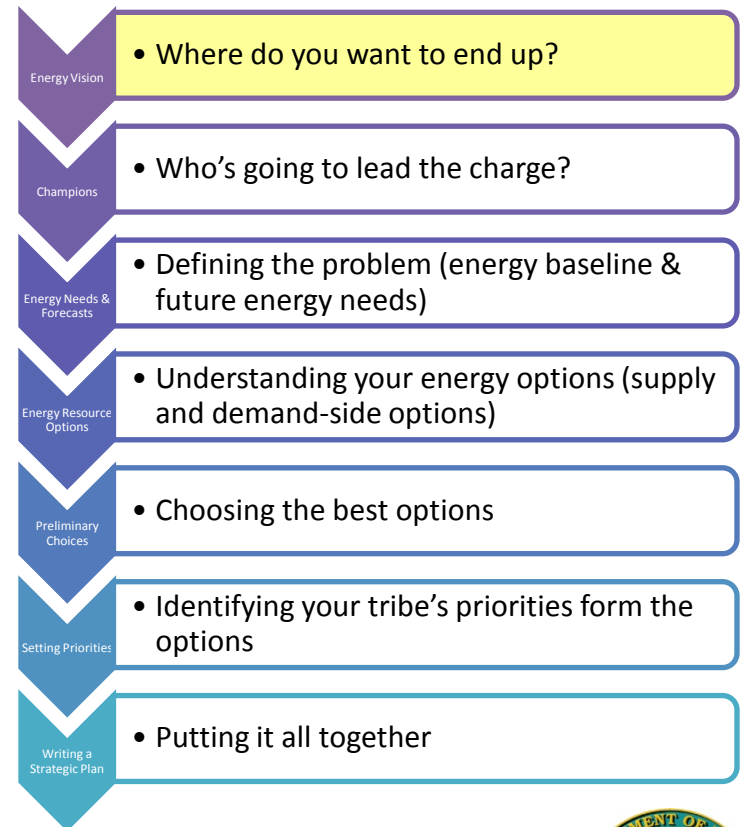 Energy Vision
• Where do you want to end up?
Champions
• Who's going to lead the charge?
Energy Needs &
Forecasts
• Defining the problem (energy baseline &
future energy needs)
Energy Resource
Options
• Understanding your energy options (supply
and demand-side options)
Preliminary
Choices
• Choosing the best options
Setting Priorities
• Identifying your tribe's priorities form the
options
Writing a
Strategic Plan
• Putting it all together
MENT OF